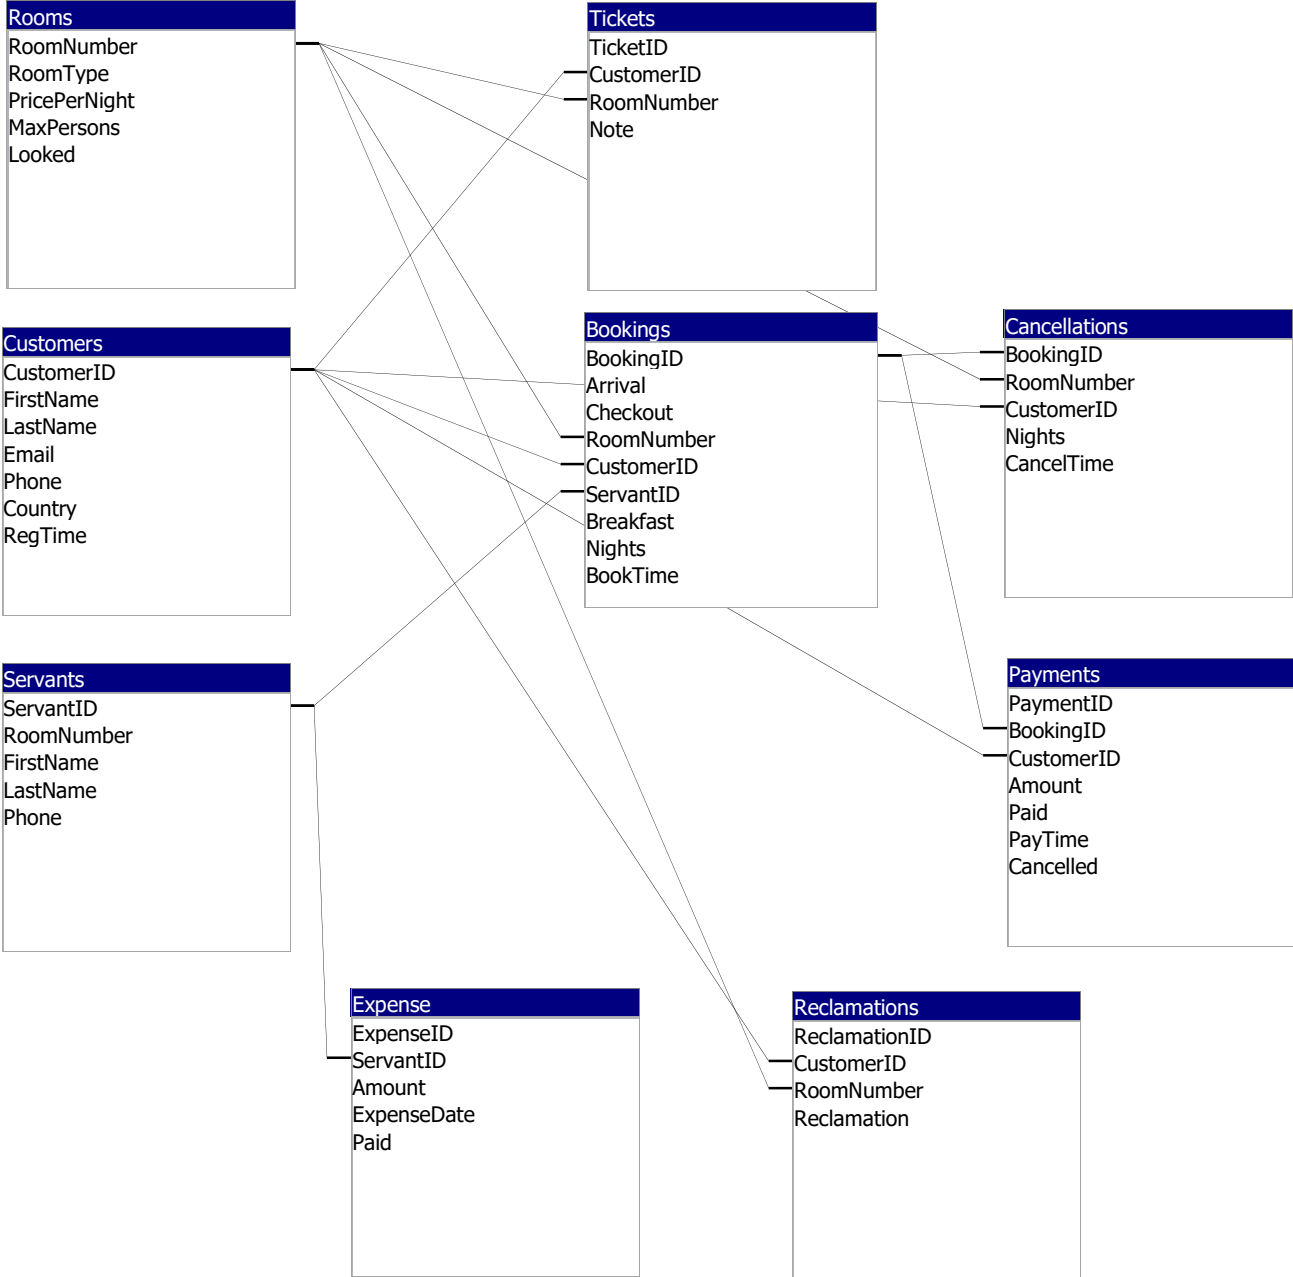 Rooms
RoomNumber
RoomType
PricePerNight
MaxPersons
Looked
Tickets
TicketID
CustomerID
RoomNumber
Note
Customers
CustomerID
FirstName
LastName
Email
Phone
Country
RegTime
Bookings
BookingID
Arrival
Checkout
RoomNumber
CustomerID
ServantID
Breakfast
Nights
BookTime
Cancellations
BookingID
RoomNumber
CustomerID
Nights
CancelTime
Servants
ServantID
RoomNumber
FirstName
LastName
Phone
Payments
PaymentID
BookingID
CustomerID
Amount
Paid
PayTime
Cancelled
Expense
ExpenseID
ServantID
Amount
ExpenseDate
Paid
Reclamations
ReclamationID
CustomerID
RoomNumber
Reclamation